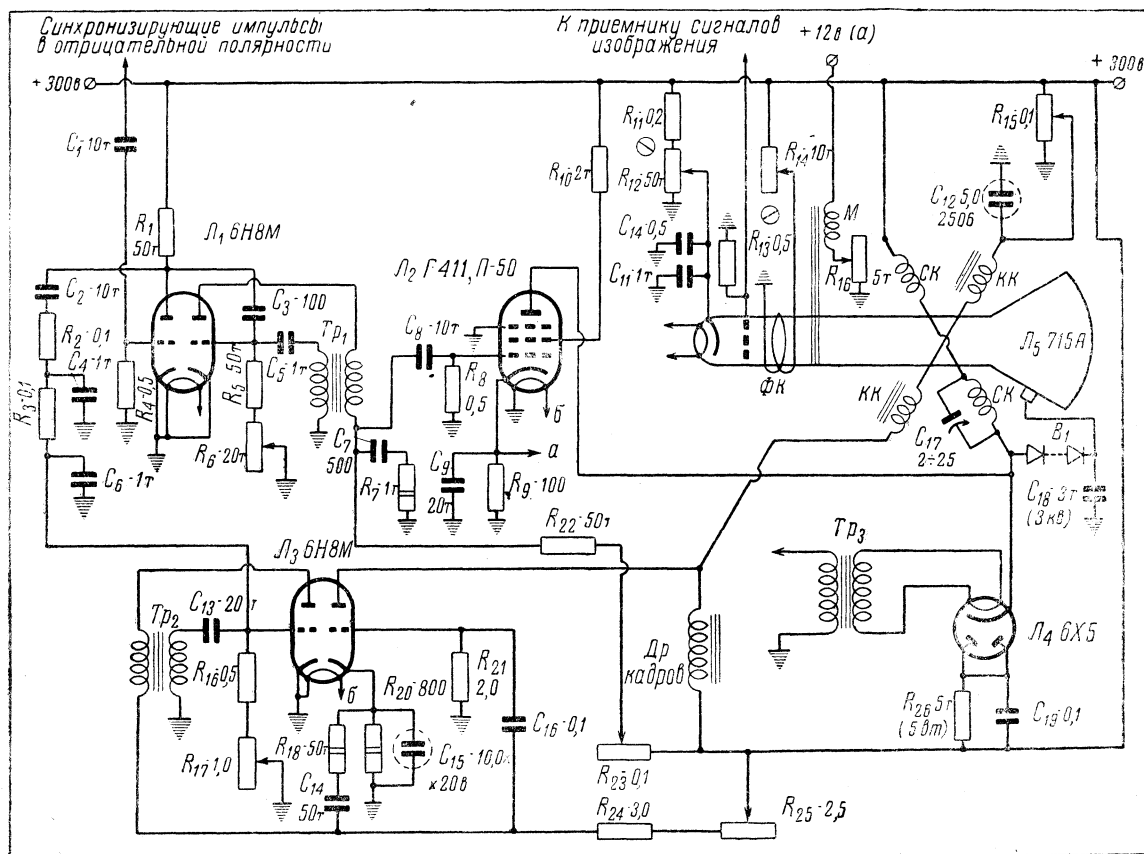 Синхронизирующие импульсы
в отрицательной полярности
К приемнику сигналов
изображения
+12в (а)
+300в
+300в
C₁-10т
R₁
50т
Л₁ 6Н8М
C₂-10т
R₂-0,1
C₄-1т
R₃-0,1
R₄-0,5
C₆-1т
C₃-100
50т
R₅
C₅-1т
R₆-20т
Тр₁
C₇
500
R₇-1т
C₈-10т
R₈
0,5
Л₂ Г-411, П-50
б
а
C₉
20т
R₉-100
R₁₀-2т
R₁₁-0,2
R₁₂-50т
C₁₄-0,5
C₁₁-1т
R₁₃-0,5
R₁₄-10т
ФК
М
R₁₆
5т
СК
КК
C₁₂ 5,0
250в
R₁₅-0,1
Л₅ 715А
КК
СК
C₁₇
2÷25
В₁
C₁₈-3т
(3кв)
R₂₂-50т
Л₃ 6Н8М
Тр₂
C₁₃-20т
R₁₆-0,5
R₁₇-1,0
б
R₁₈-50т
C₁₄
50т
R₂₀-800
C₁₅-16,0×
×20в
R₂₁
2,0
C₁₆-0,1
Др
кадров
R₂₃-0,1
R₂₄-3,0
R₂₅-2,5
Тр₃
Л₄ 6Х5
R₂₆ 5т
(5вт)
C₁₉-0,1